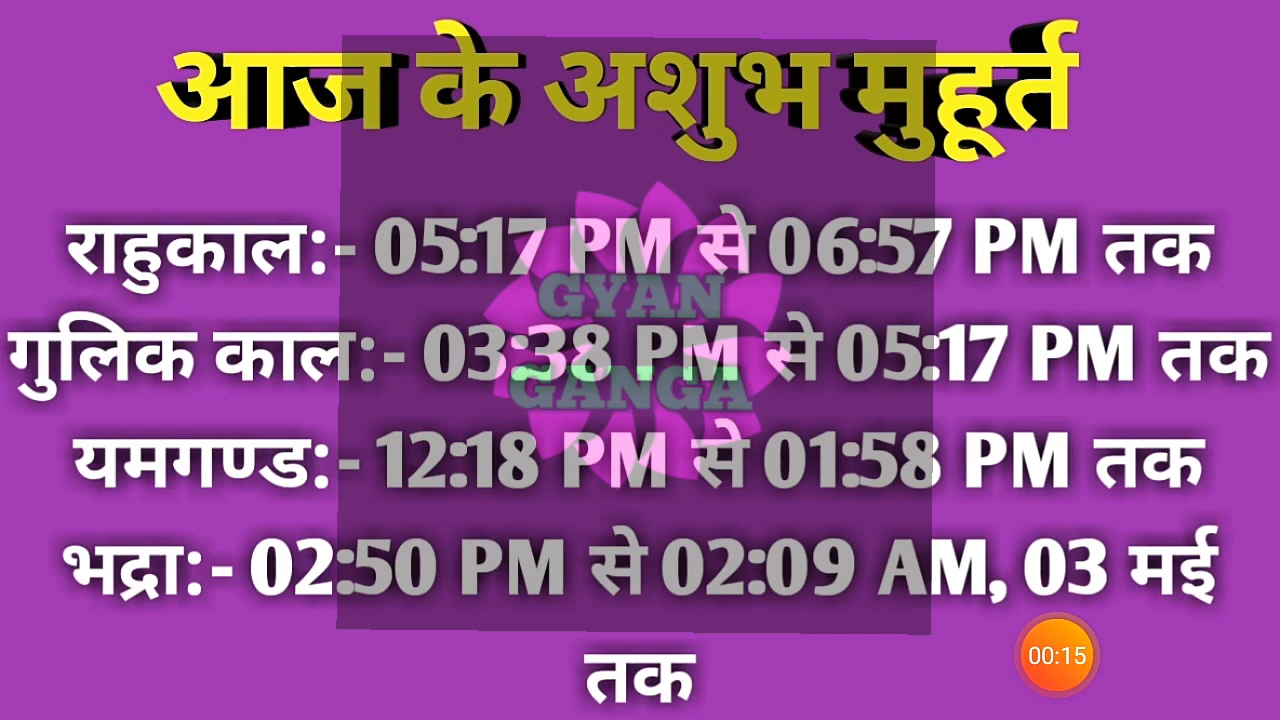 आज के अशुभ मुहूर्त
राहुकाल:- 05:17 PM से 06:57 PM तक
GYAN
गुलिक काल:- 03:38 PM से 05:17 PM तक
GANGA
यमगण्ड:- 12:18 PM से 01:58 PM तक
भद्रा:- 02:50 PM से 02:09 AM, 03 मई
तक
00:15